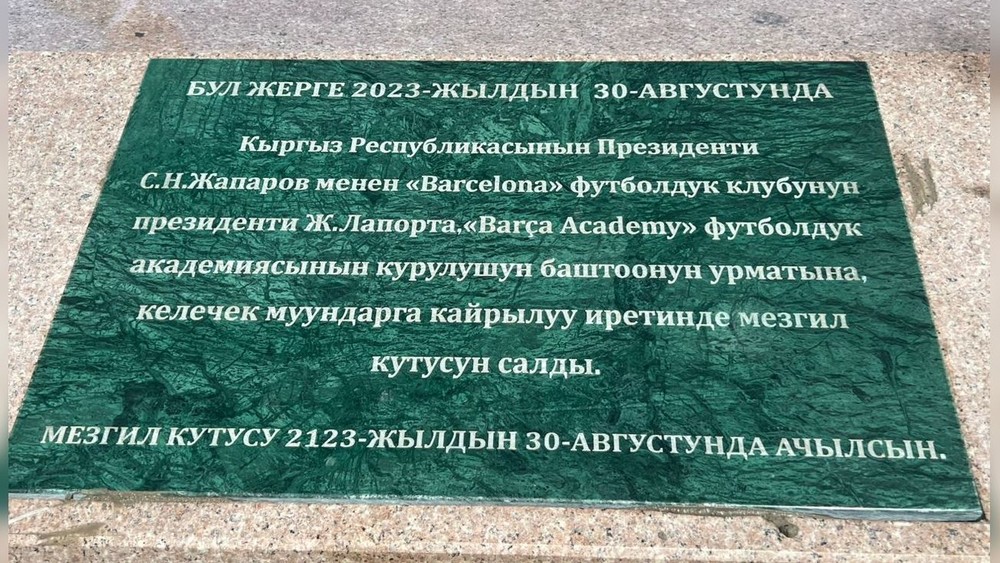 БУЛ ЖЕРГЕ 2023-ЖЫЛДЫН 30-АВГУСТУНДА
Кыргыз Республикасынын Президенти
С.Н.Жапаров менен «Barcelona» футболдук клубунун
президенти Ж.Лапорта,«Barça Academy» футболдук
академиясынын курулушун баштоонун урматына,
келечек муундарга кайрылуу иретинде мезгил
кутусун салды.
МЕЗГИЛ КУТУСУ 2123-ЖЫЛДЫН 30-АВГУСТУНДА АЧЫЛСЫН.